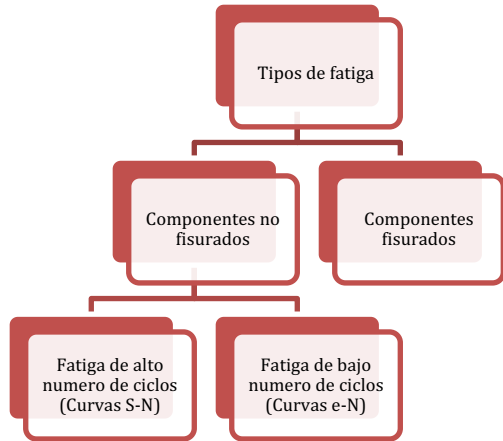 Tipos de fatiga
Componentes no
fisurados
Componentes
fisurados
Fatiga de alto
numero de ciclos
(Curvas S-N)
Fatiga de bajo
numero de ciclos
(Curvas e-N)